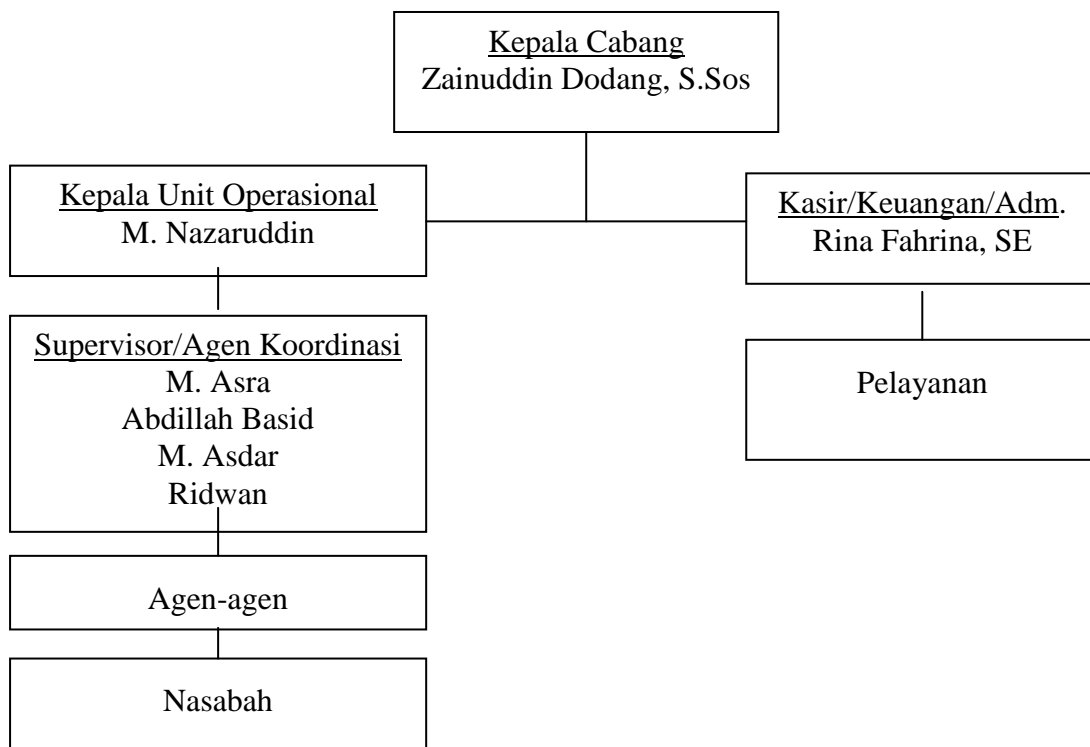 Kepala Cabang
Zainuddin Dodang, S.Sos
Kepala Unit Operasional
M. Nazaruddin
Kasir/Keuangan/Adm.
Rina Fahrina, SE
Supervisor/Agen Koordinasi
M. Asra
Abdillah Basid
M. Asdar
Ridwan
Pelayanan
Agen-agen
Nasabah